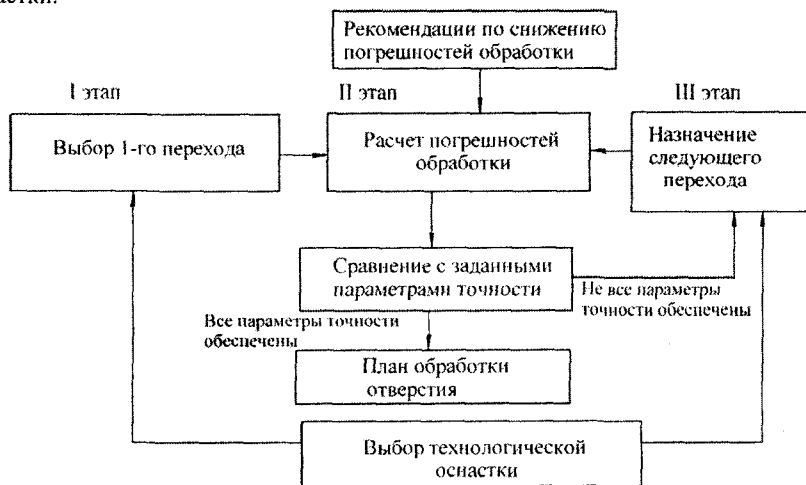 Рекомендации по снижению
погрешностей обработки
I этап
II этап
III этап
Выбор 1-го перехода
Расчет погрешностей
обработки
Назначение
следующего
перехода
Сравнение с заданными
параметрами точности
Не все параметры
точности обеспечены
Все параметры точности
обеспечены
План обработки
отверстия
Выбор технологической
оснастки